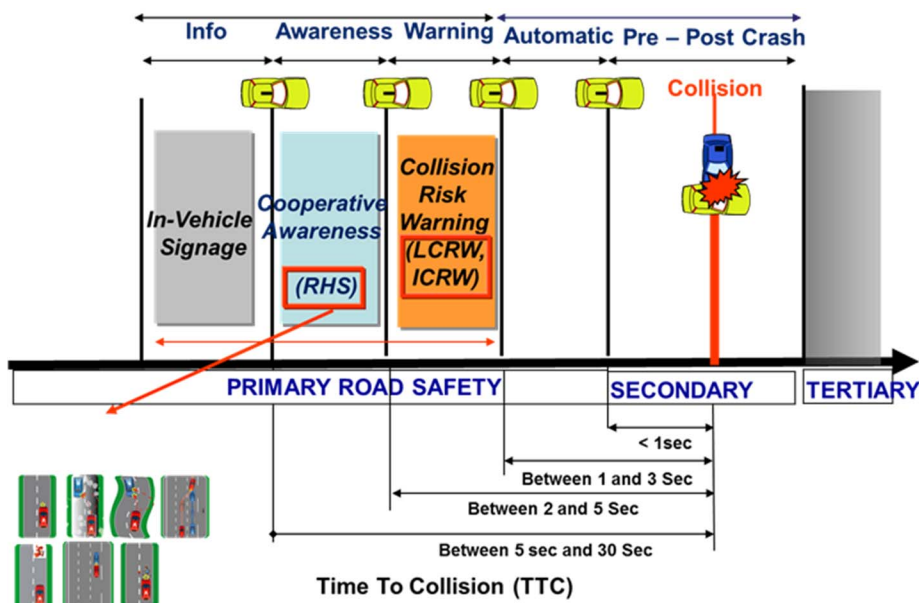 Info Awareness Warning Automatic Pre – Post Crash
Collision
In-Vehicle
Signage
Cooperative
Awareness
(RHS)
Collision
Risk
Warning
(LCRW,
ICRW)
PRIMARY ROAD SAFETY SECONDARY TERTIARY
< 1sec
Between 1 and 3 Sec
Between 2 and 5 Sec
Between 5 sec and 30 Sec
Time To Collision (TTC)